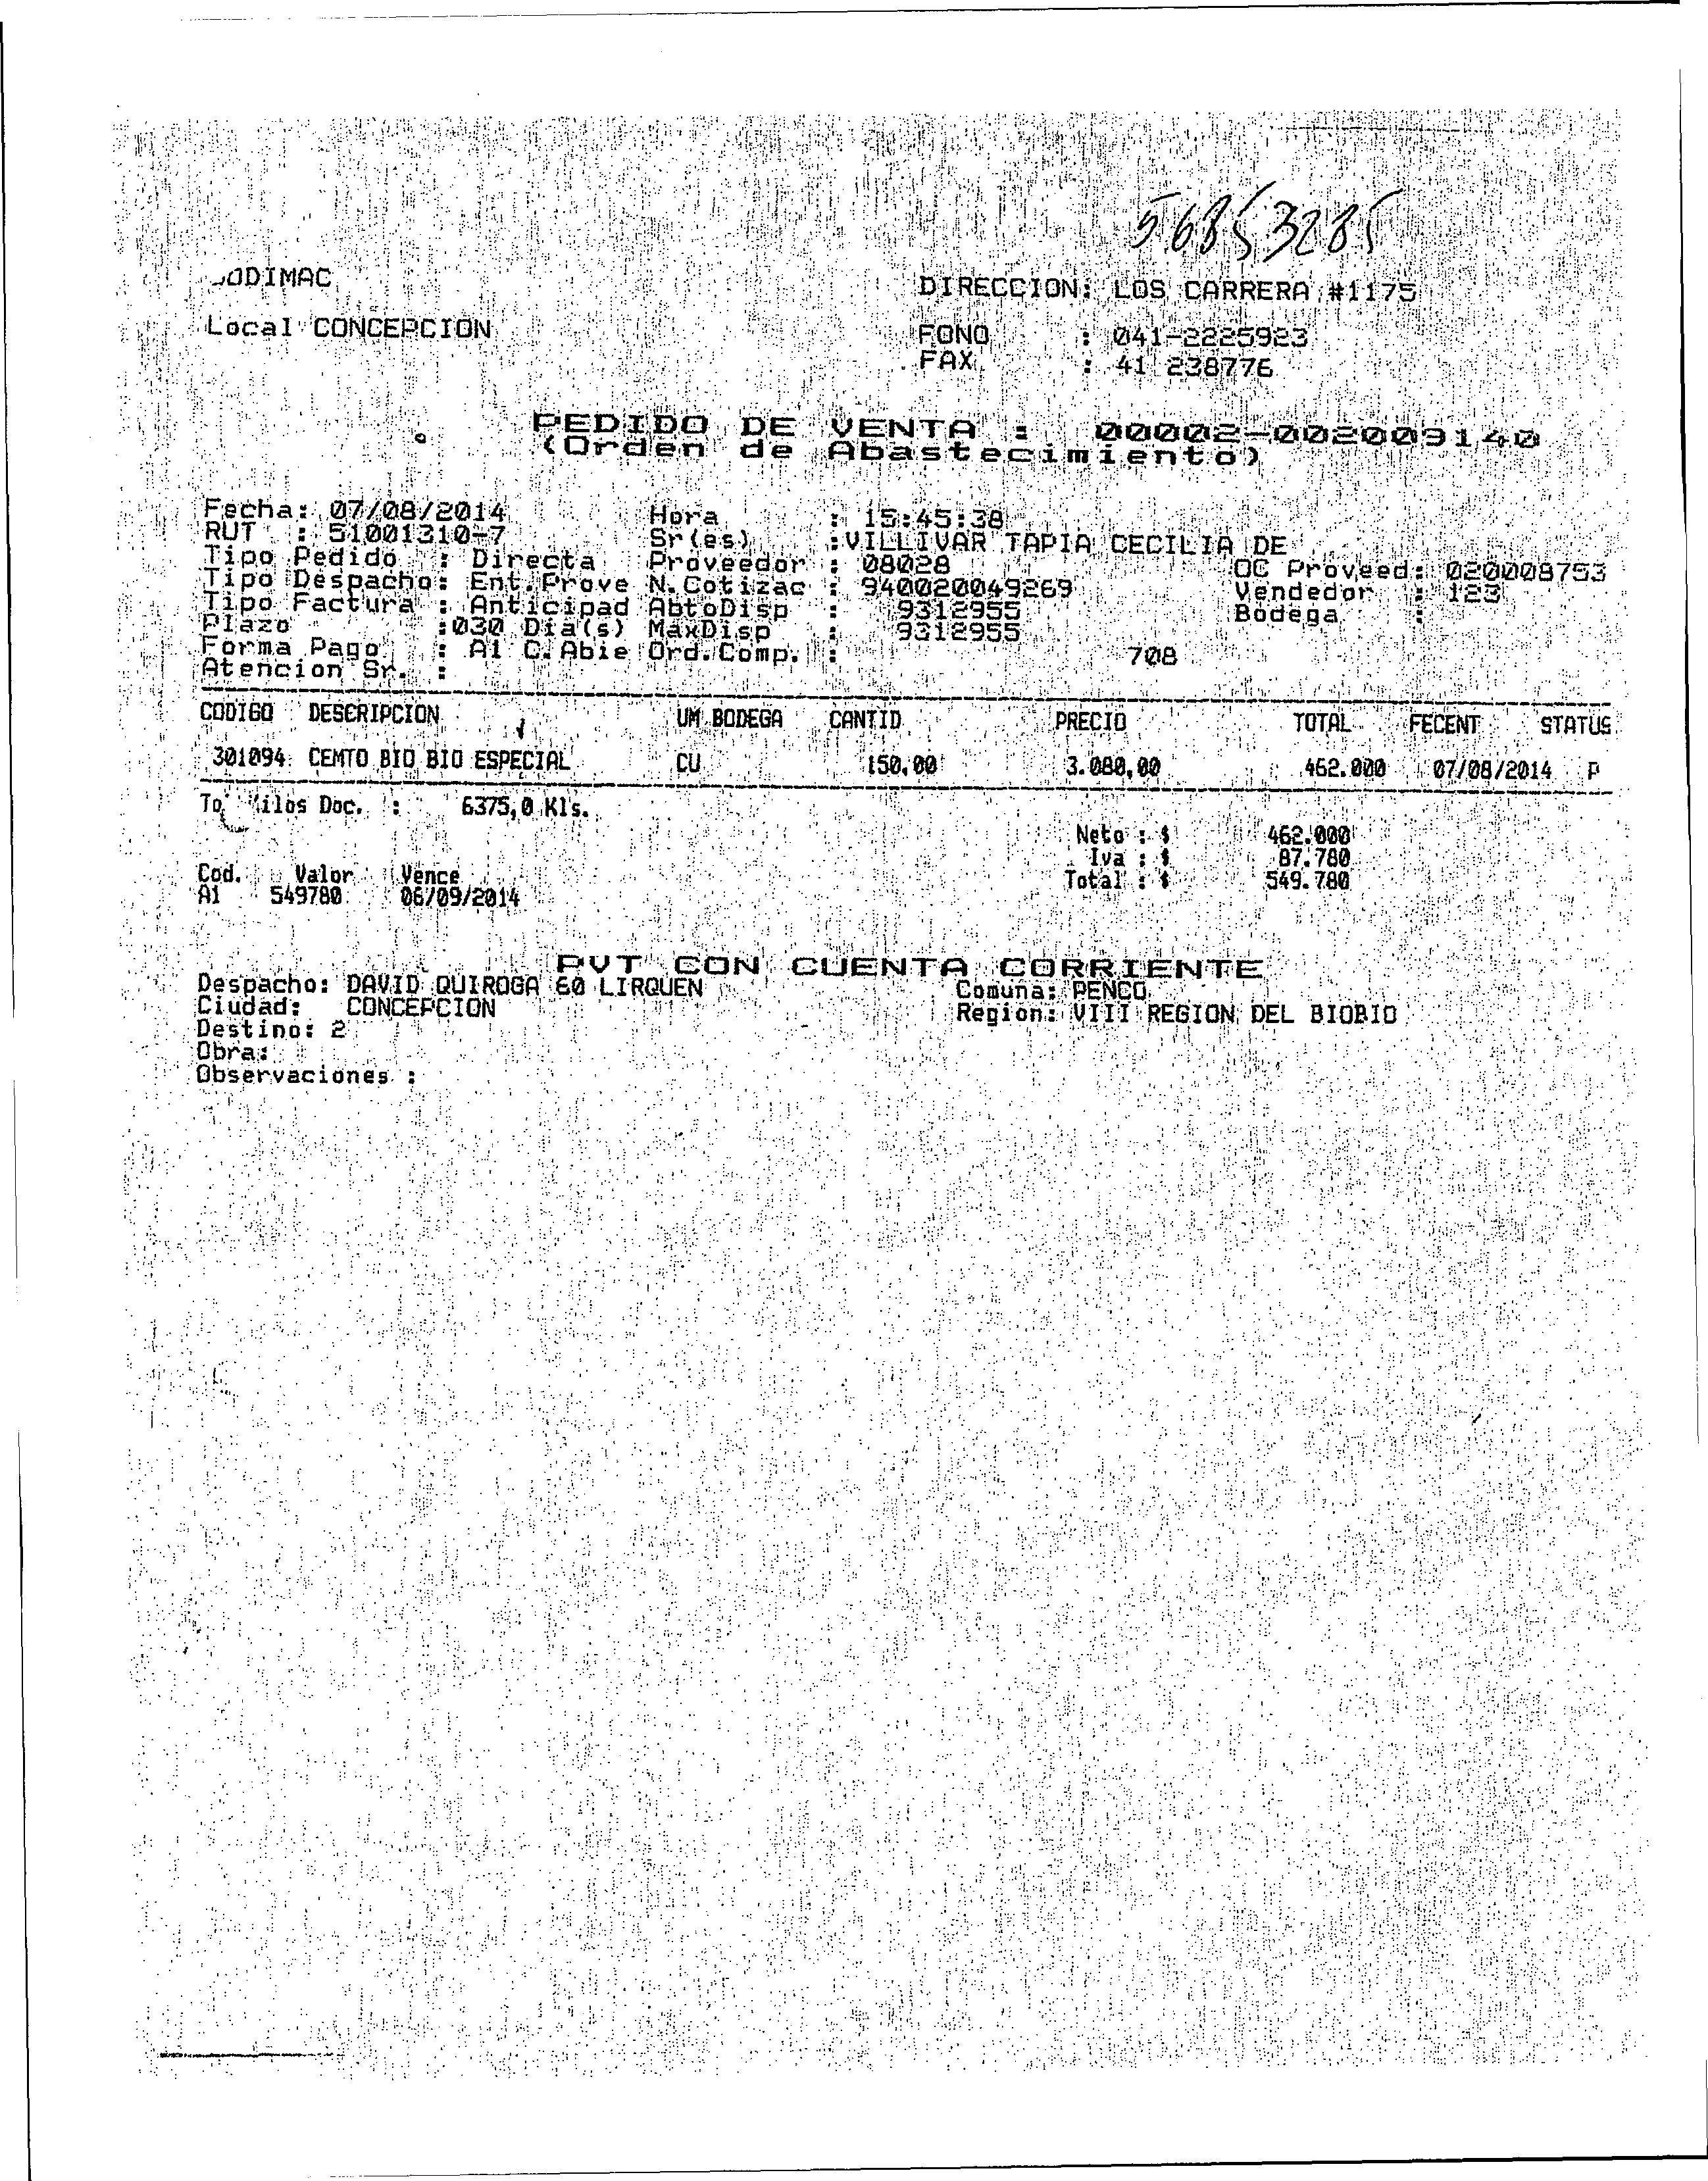 56853285
SODIMAC
DIRECCION: LOS CARRERA #1175
Local CONCEPCION
FONO : 041-2225923
FAX : 41 238776
PEDIDO DE VENTA : 00002-002009140
(Orden de Abastecimiento)
Fecha: 07/08/2014 Hora : 15:45:38
RUT : 51001310-7 Sr(es) :VILLIVAR TAPIA CECILIA DE
Tipo Pedido : Directa Proveedor : 08028 OC Proveed: 020008753
Tipo Despacho: Ent.Prove N.Cotizac : 940020049269 Vendedor : 123
Tipo Factura : Anticipad AbtoDisp : 9312955 Bodega :
Plazo :030 Dia(s) MaxDisp : 9312955
Forma Pago : A1 C.Abie Ord.Comp. : 708
Atencion Sr. :
CODIGO DESCRIPCION UM BODEGA CANTID PRECIO TOTAL FECENT STATUS
301094 CEMTO BIO BIO ESPECIAL CU 150,00 3.080,00 462.000 07/08/2014 P
To ilos Doc. : 6375,0 Kls.
Neto : $ 462.000
Iva : $ 87.780
Total : $ 549.780
Cod. Valor Vence
A1 549780 06/09/2014
PVT CON CUENTA CORRIENTE
Despacho: DAVID QUIROGA 60 LIRQUEN Comuna: PENCO
Ciudad: CONCEPCION Region: VIII REGION DEL BIOBIO
Destino: 2
Obra:
Observaciones :